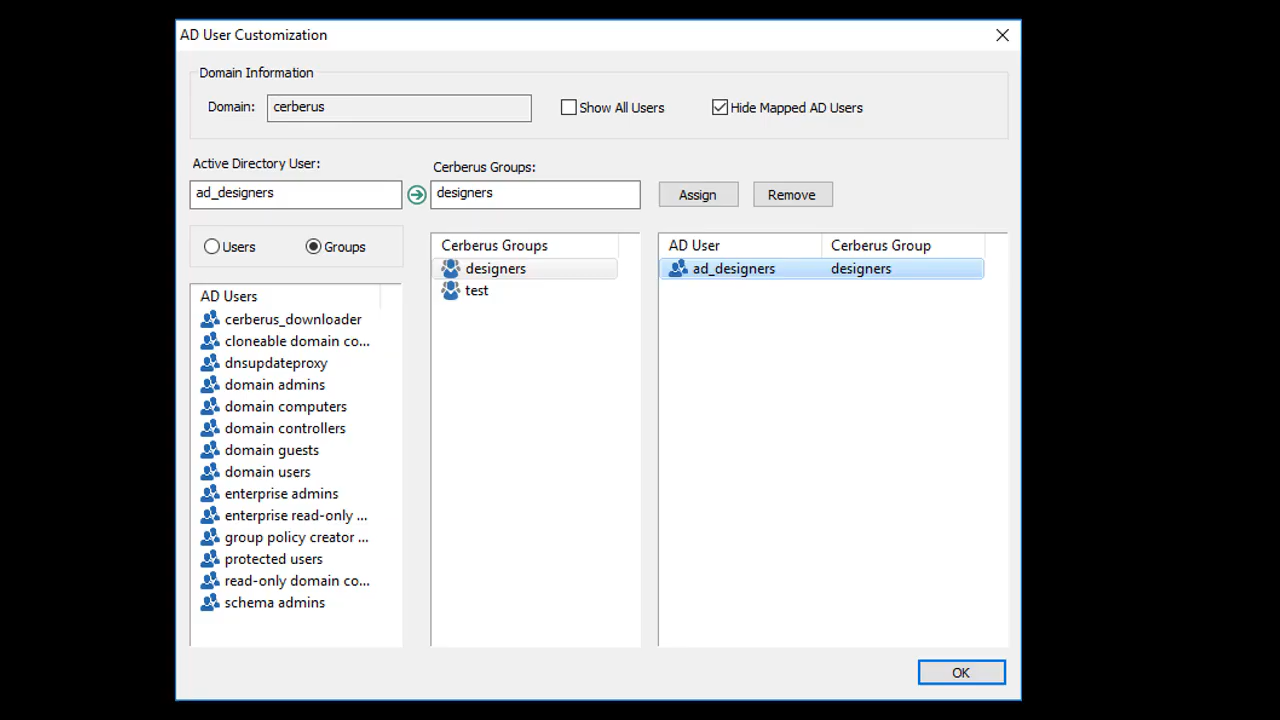 AD User Customization
Domain Information
Domain: cerberus Show All Users Hide Mapped AD Users
Active Directory User: Cerberus Groups:
ad_designers designers Assign Remove
Users Groups
Cerberus Groups
designers
test
AD User Cerberus Group
ad_designers designers
AD Users
cerberus_downloader
cloneable domain co...
dnsupdateproxy
domain admins
domain computers
domain controllers
domain guests
domain users
enterprise admins
enterprise read-only ...
group policy creator ...
protected users
read-only domain co...
schema admins
OK